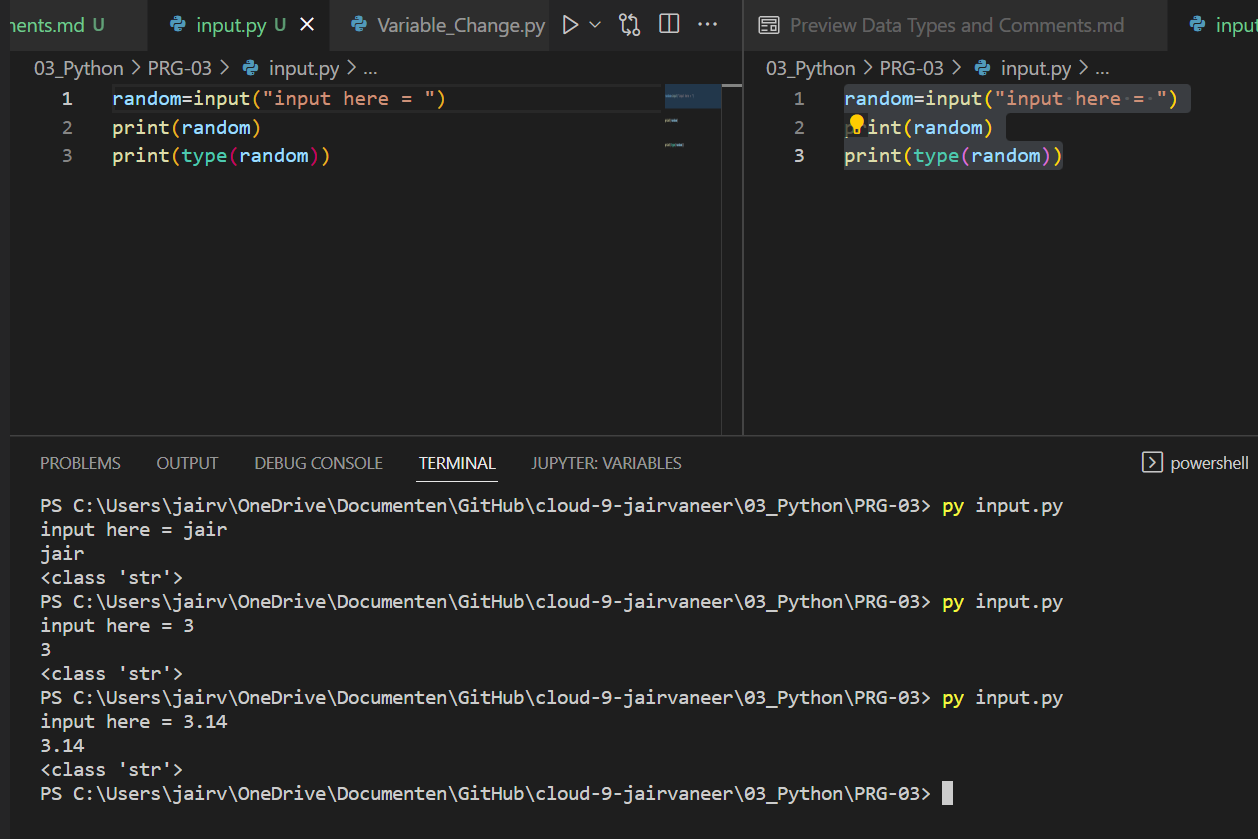 nents.md U
input.py U
Variable_Change.py
Preview Data Types and Comments.md
input
03_Python > PRG-03 > input.py > ...
1 random=input("input here = ")
2 print(random)
3 print(type(random))
03_Python > PRG-03 > input.py > ...
1 random=input("input·here·=·")
2 print(random)
3 print(type(random))
PROBLEMS OUTPUT DEBUG CONSOLE TERMINAL JUPYTER: VARIABLES
powershell
PS C:\Users\jairv\OneDrive\Documenten\GitHub\cloud-9-jairvaneer\03_Python\PRG-03> py input.py
input here = jair
jair
<class 'str'>
PS C:\Users\jairv\OneDrive\Documenten\GitHub\cloud-9-jairvaneer\03_Python\PRG-03> py input.py
input here = 3
3
<class 'str'>
PS C:\Users\jairv\OneDrive\Documenten\GitHub\cloud-9-jairvaneer\03_Python\PRG-03> py input.py
input here = 3.14
3.14
<class 'str'>
PS C:\Users\jairv\OneDrive\Documenten\GitHub\cloud-9-jairvaneer\03_Python\PRG-03>